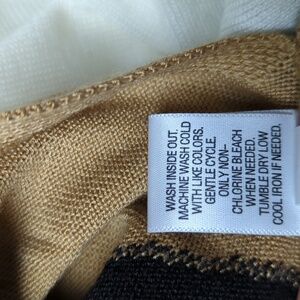 WASH INSIDE OUT.
MACHINE WASH COLD
WITH LIKE COLORS.
GENTLE CYCLE.
ONLY NON-
CHLORINE BLEACH
WHEN NEEDED.
TUMBLE DRY LOW
COOL IRON IF NEEDED.